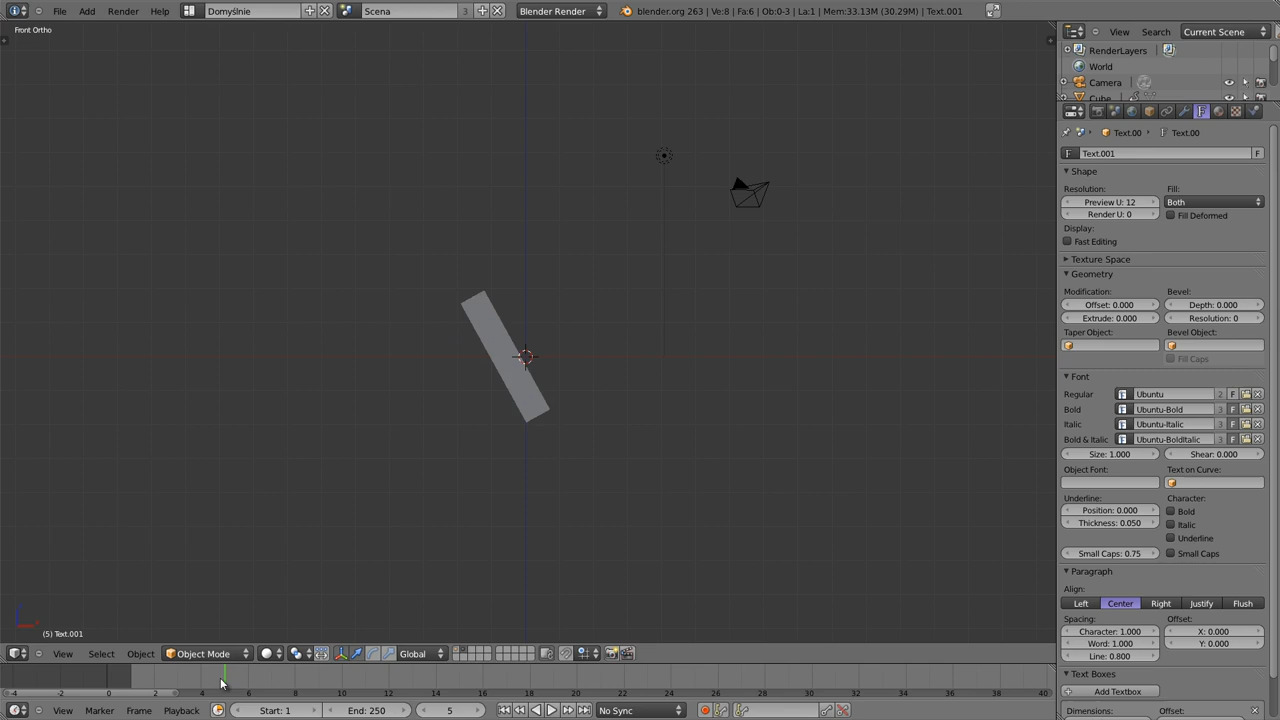 File Add Render Help Domyślnie Scena 3 Blender Render blender.org 263 | Ve:8 | Fa:6 | Ob:0-3 | La:1 | Mem:33.13M (30.29M) | Text.001
Front Ortho
View Search Current Scene
RenderLayers
World
Camera
Cube
Text.00 Text.00
F Text.001 F
Shape
Resolution: Fill:
Preview U: 12 Both
Render U: 0 Fill Deformed
Display:
Fast Editing
Texture Space
Geometry
Modification: Bevel:
Offset: 0.000 Depth: 0.000
Extrude: 0.000 Resolution: 0
Taper Object: Bevel Object:
Fill Caps
Font
Regular Ubuntu 2 F
Bold Ubuntu-Bold 3 F
Italic Ubuntu-Italic 3 F
Bold & Italic Ubuntu-BoldItalic 3 F
Size: 1.000 Shear: 0.000
Object Font: Text on Curve:
Underline: Character:
Position: 0.000 Bold
Thickness: 0.050 Italic
Underline
Small Caps: 0.75 Small Caps
Paragraph
Align:
Left Center Right Justify Flush
Spacing: Offset:
Character: 1.000 X: 0.000
Word: 1.000 Y: 0.000
Line: 0.800
Text Boxes
Add Textbox
Dimensions: Offset:
(5) Text.001
View Select Object Object Mode Global
-4 -2 0 2 4 6 8 10 12 14 16 18 20 22 24 26 28 30 32 34 36 38 40
View Marker Frame Playback Start: 1 End: 250 5 No Sync